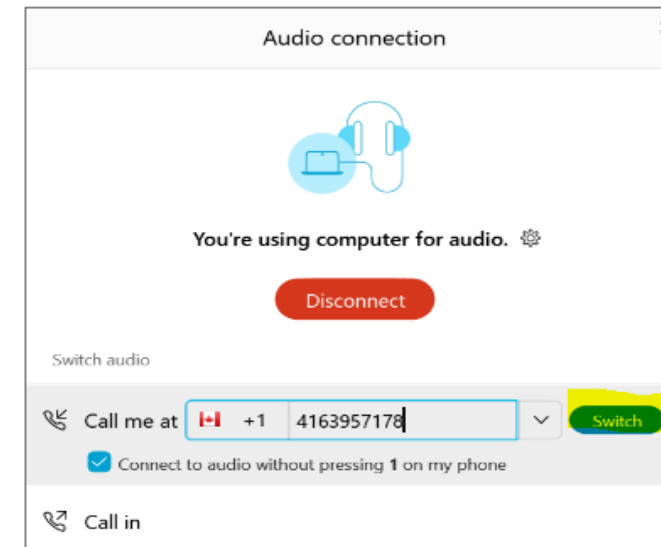 Audio connection
You're using computer for audio.
Disconnect
Switch audio
Call me at +1 4163957178 Switch
Connect to audio without pressing 1 on my phone
Call in